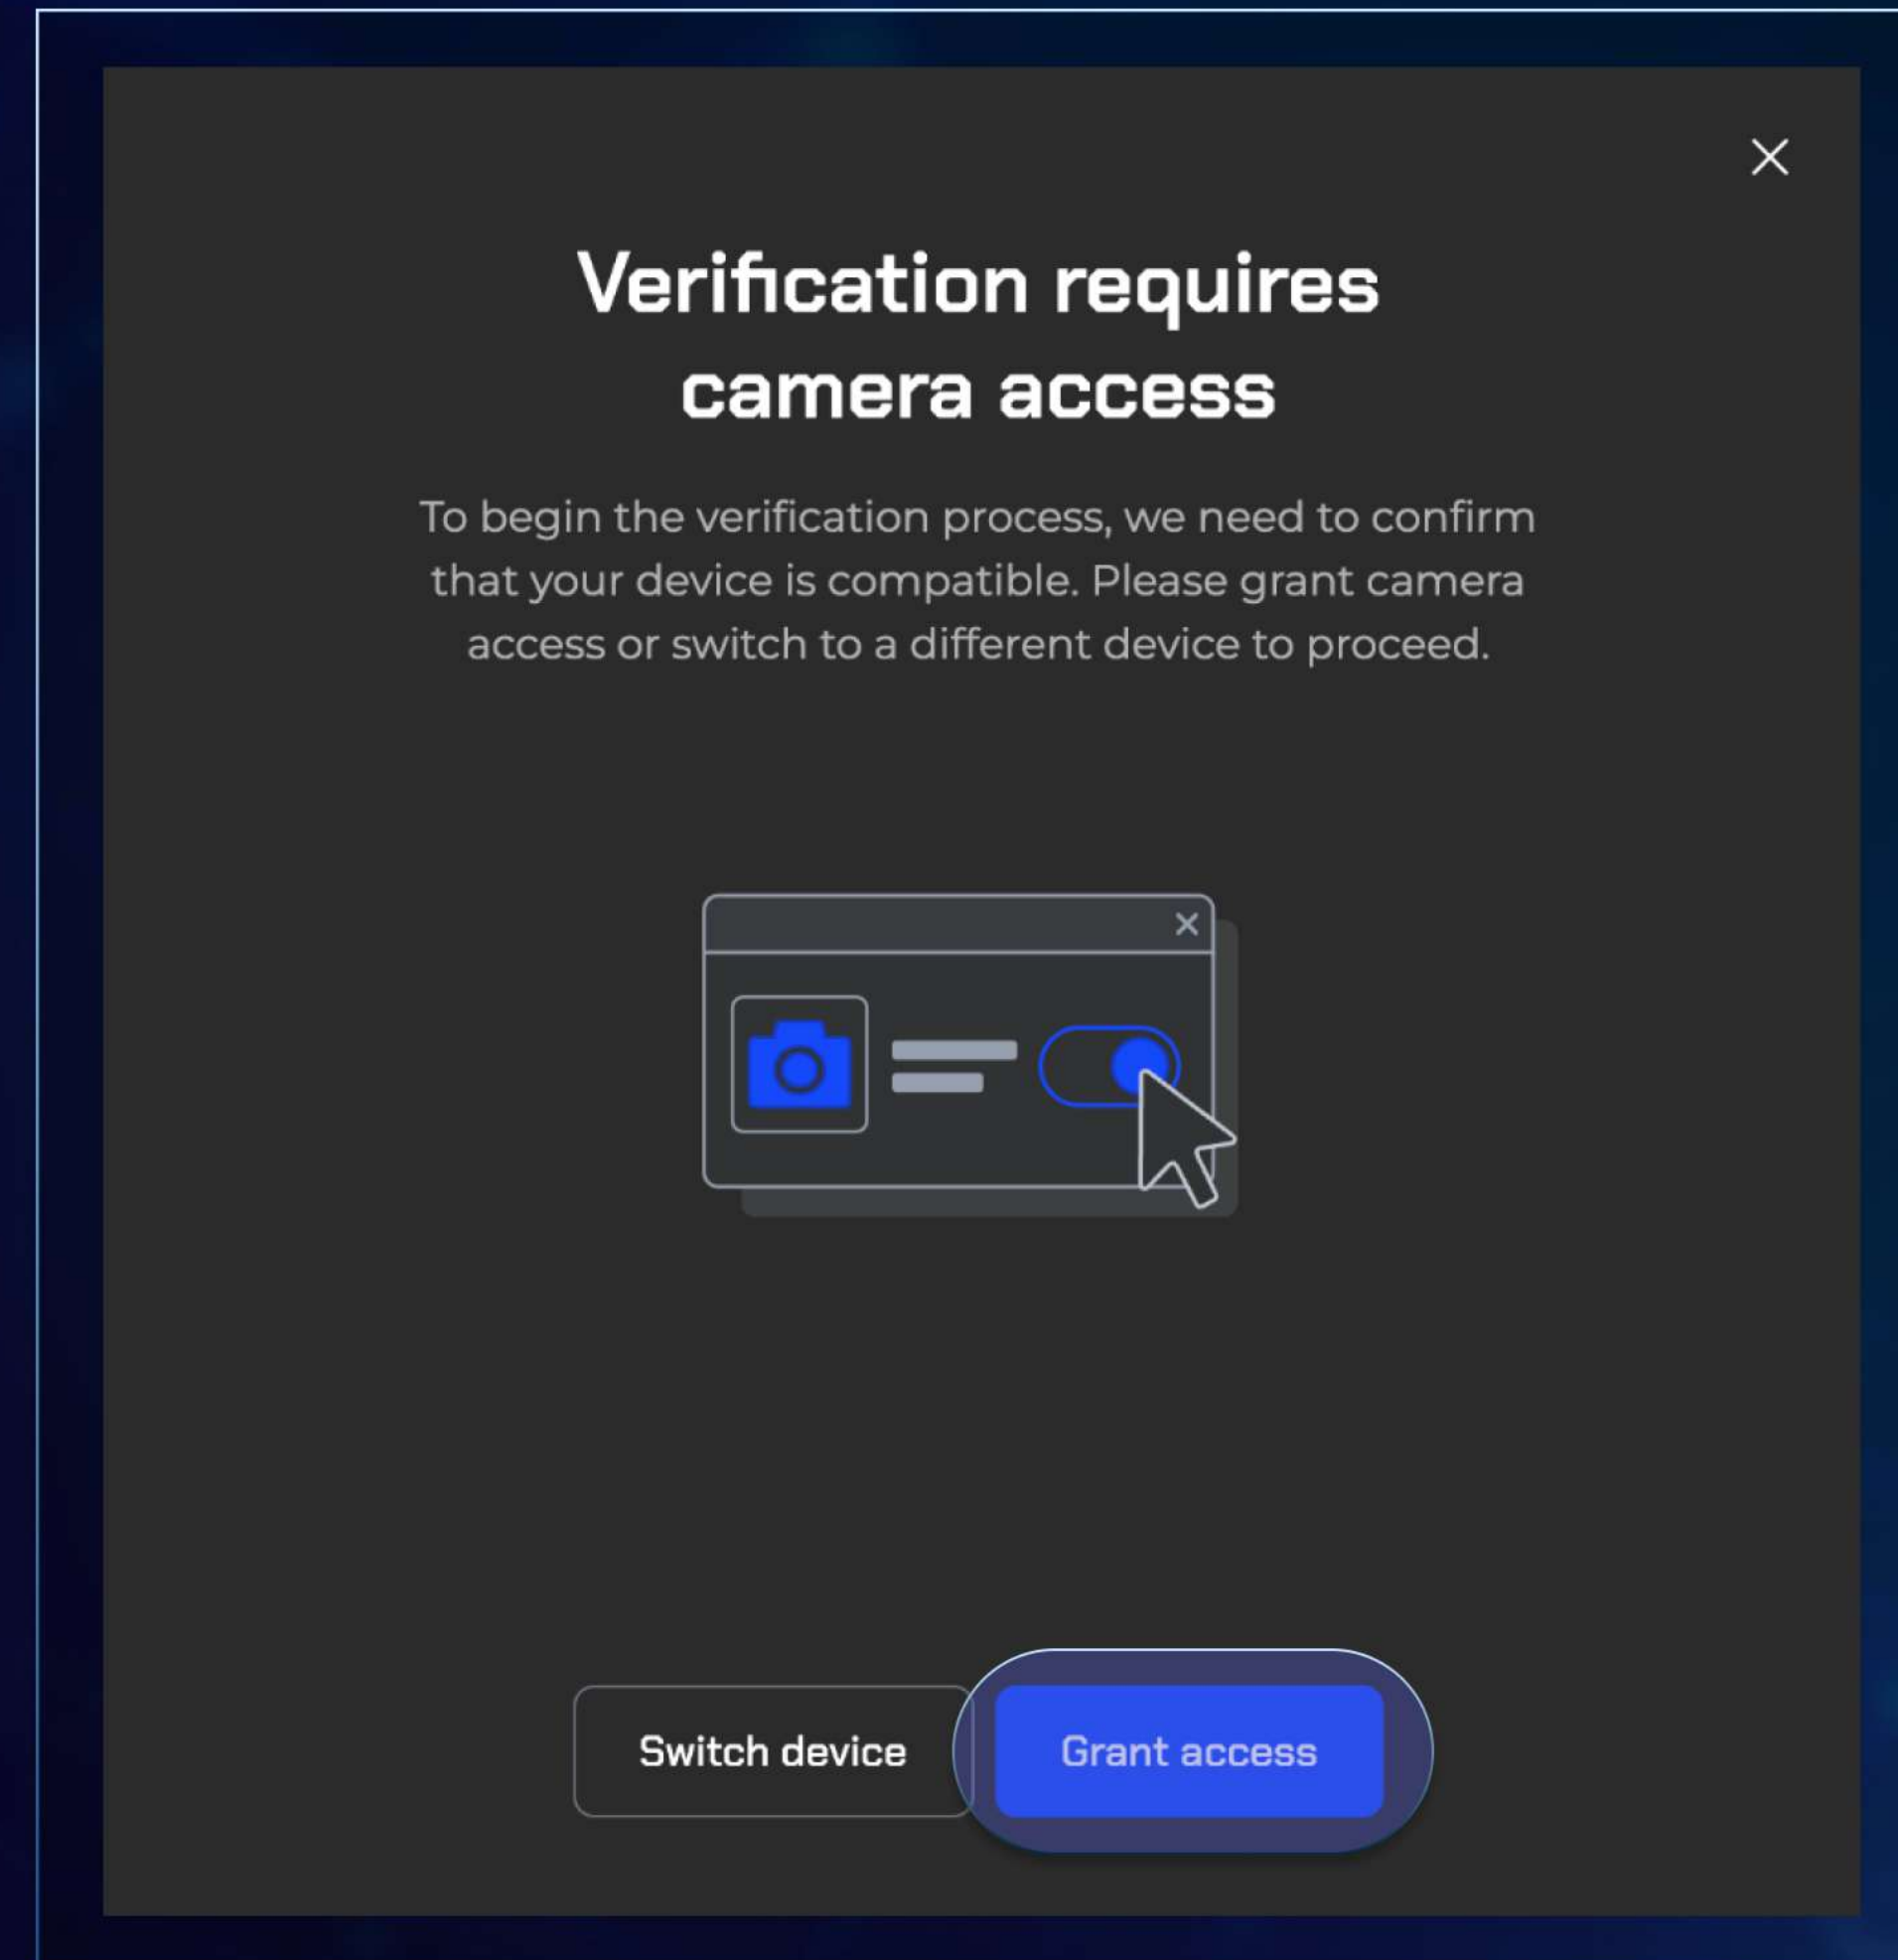 Verification requires
camera access
To begin the verification process, we need to confirm
that your device is compatible. Please grant camera
access or switch to a different device to proceed.
Switch device
Grant access